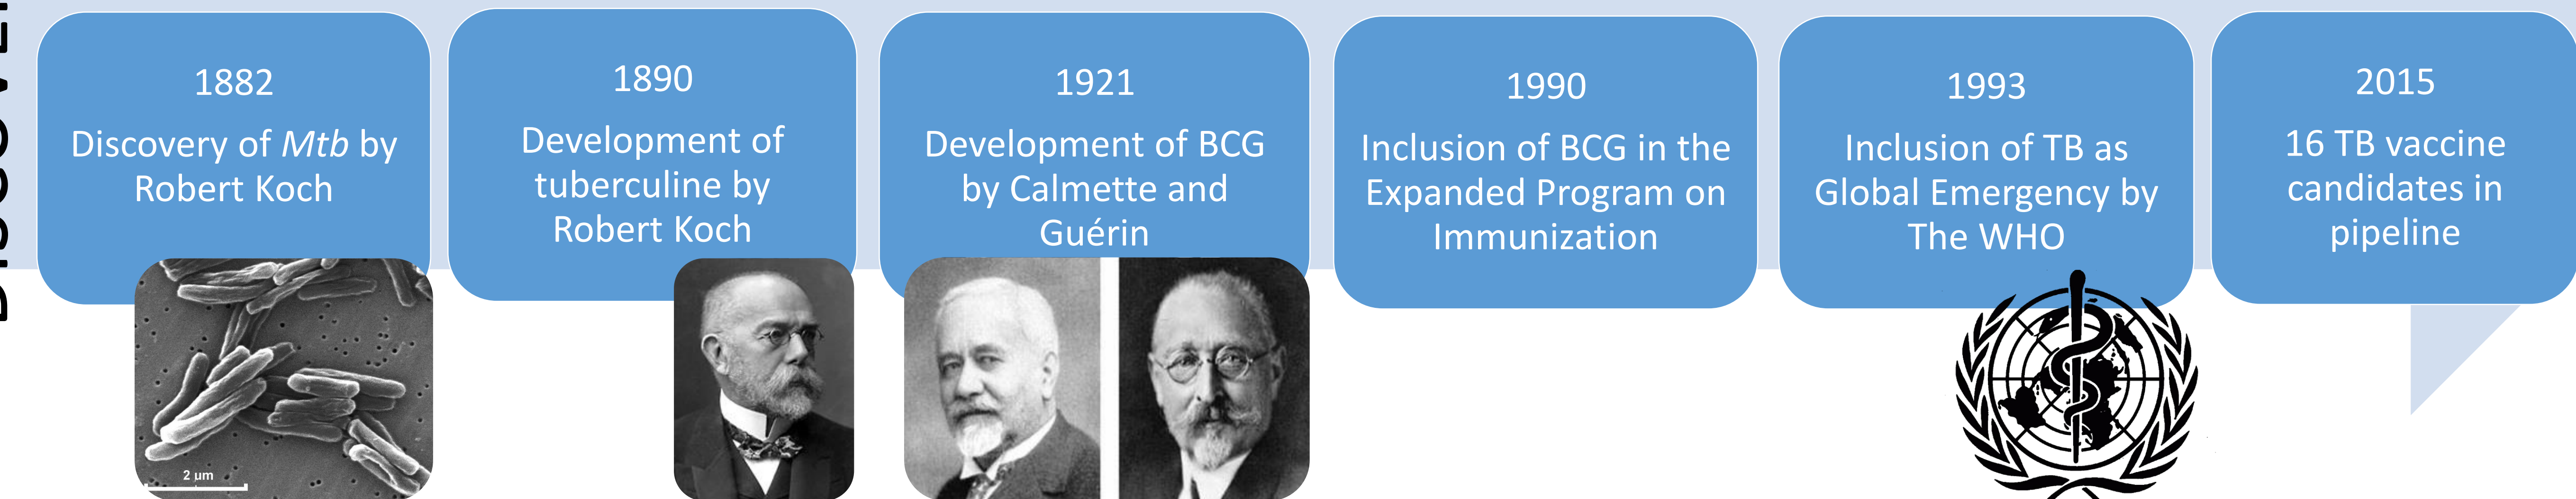 1882
Discovery of Mtb by
Robert Koch
1890
Development of
tuberculine by
Robert Koch
1921
Development of BCG
by Calmette and
Guérin
1990
Inclusion of BCG in the
Expanded Program on
Immunization
1993
Inclusion of TB as
Global Emergency by
The WHO
2015
16 TB vaccine
candidates in
pipeline
2 µm